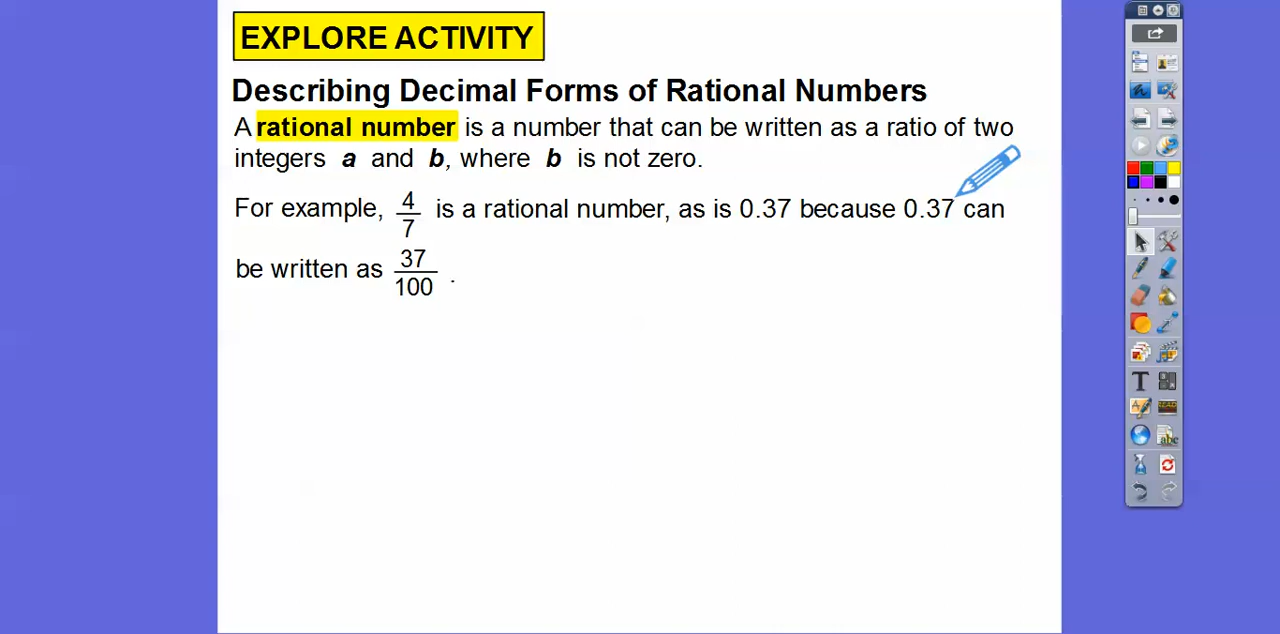 EXPLORE ACTIVITY
Describing Decimal Forms of Rational Numbers
A rational number is a number that can be written as a ratio of two
integers a and b, where b is not zero.
For example, 4/7 is a rational number, as is 0.37 because 0.37 can
be written as 37/100 .
T
abc